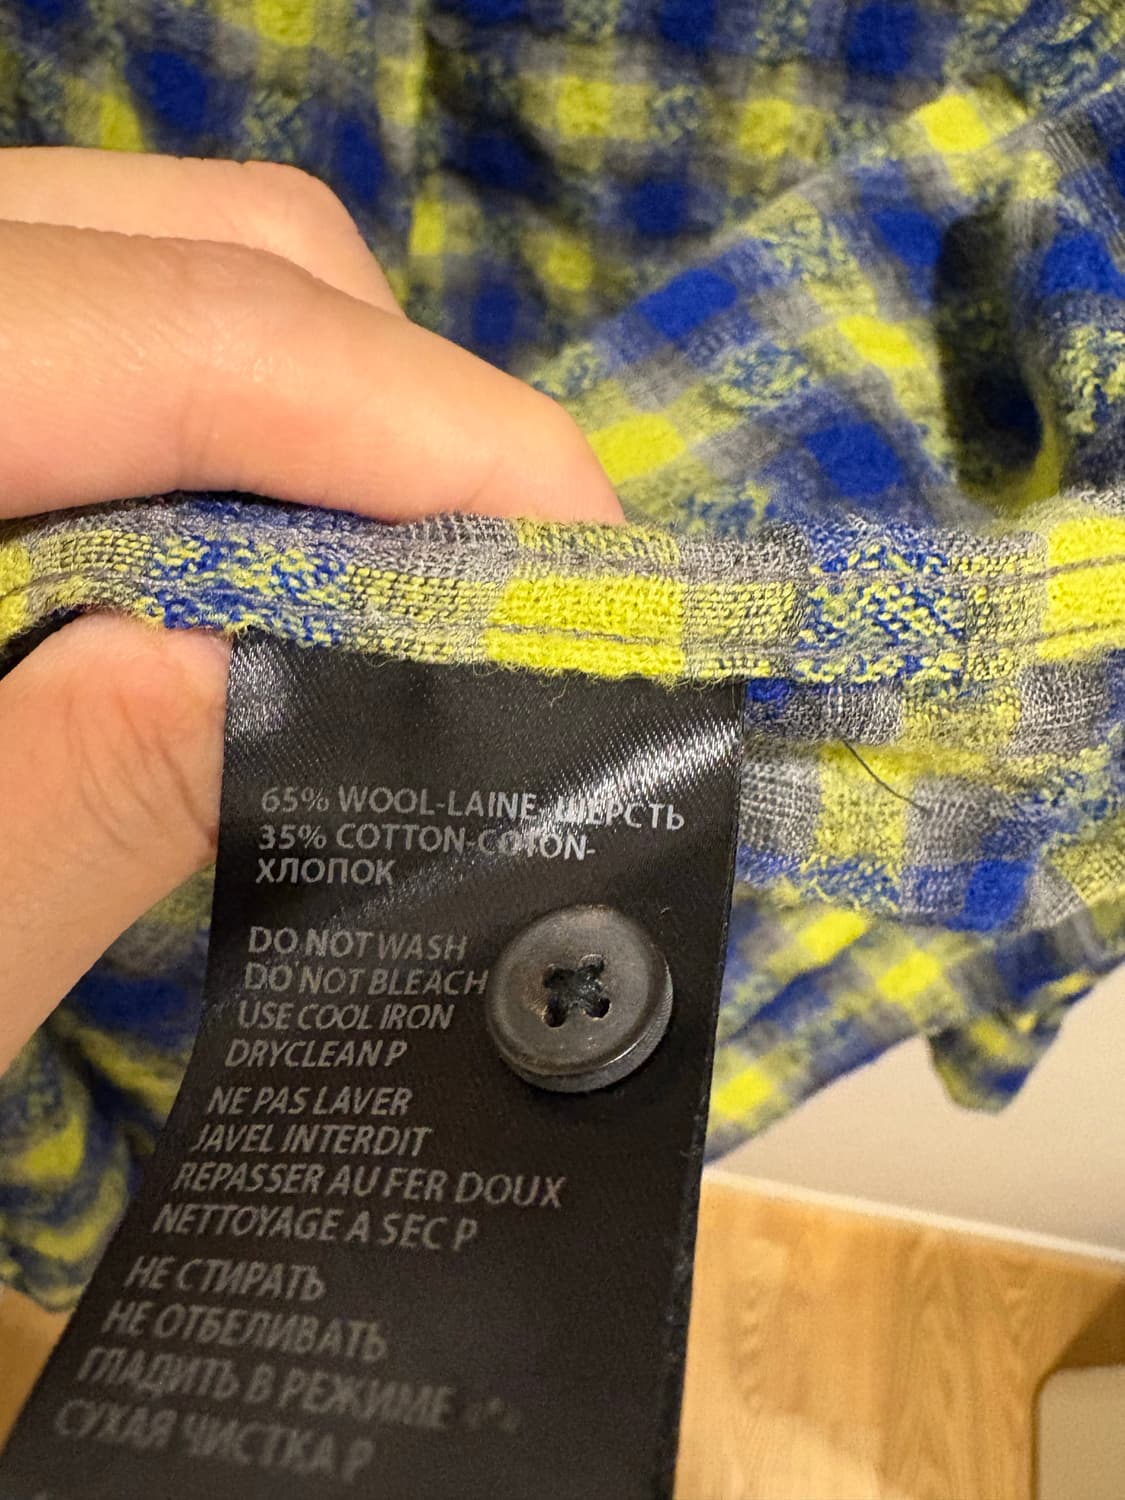 65% WOOL-LAINE-ШЕРСТЬ
35% COTTON-COTON-
ХЛОПОК
DO NOT WASH
DO NOT BLEACH
USE COOL IRON
DRYCLEAN P
NE PAS LAVER
JAVEL INTERDIT
REPASSER AU FER DOUX
NETTOYAGE A SEC P
НЕ СТИРАТЬ
НЕ ОТБЕЛИВАТЬ
ГЛАДИТЬ В РЕЖИМЕ
СУХАЯ ЧИСТКА P